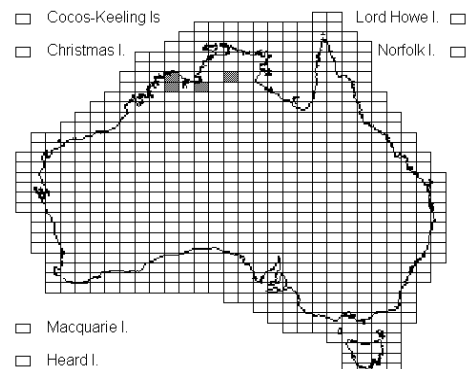 Cocos-Keeling Is
Lord Howe I.
Christmas I.
Norfolk I.
Macquarie I.
Heard I.